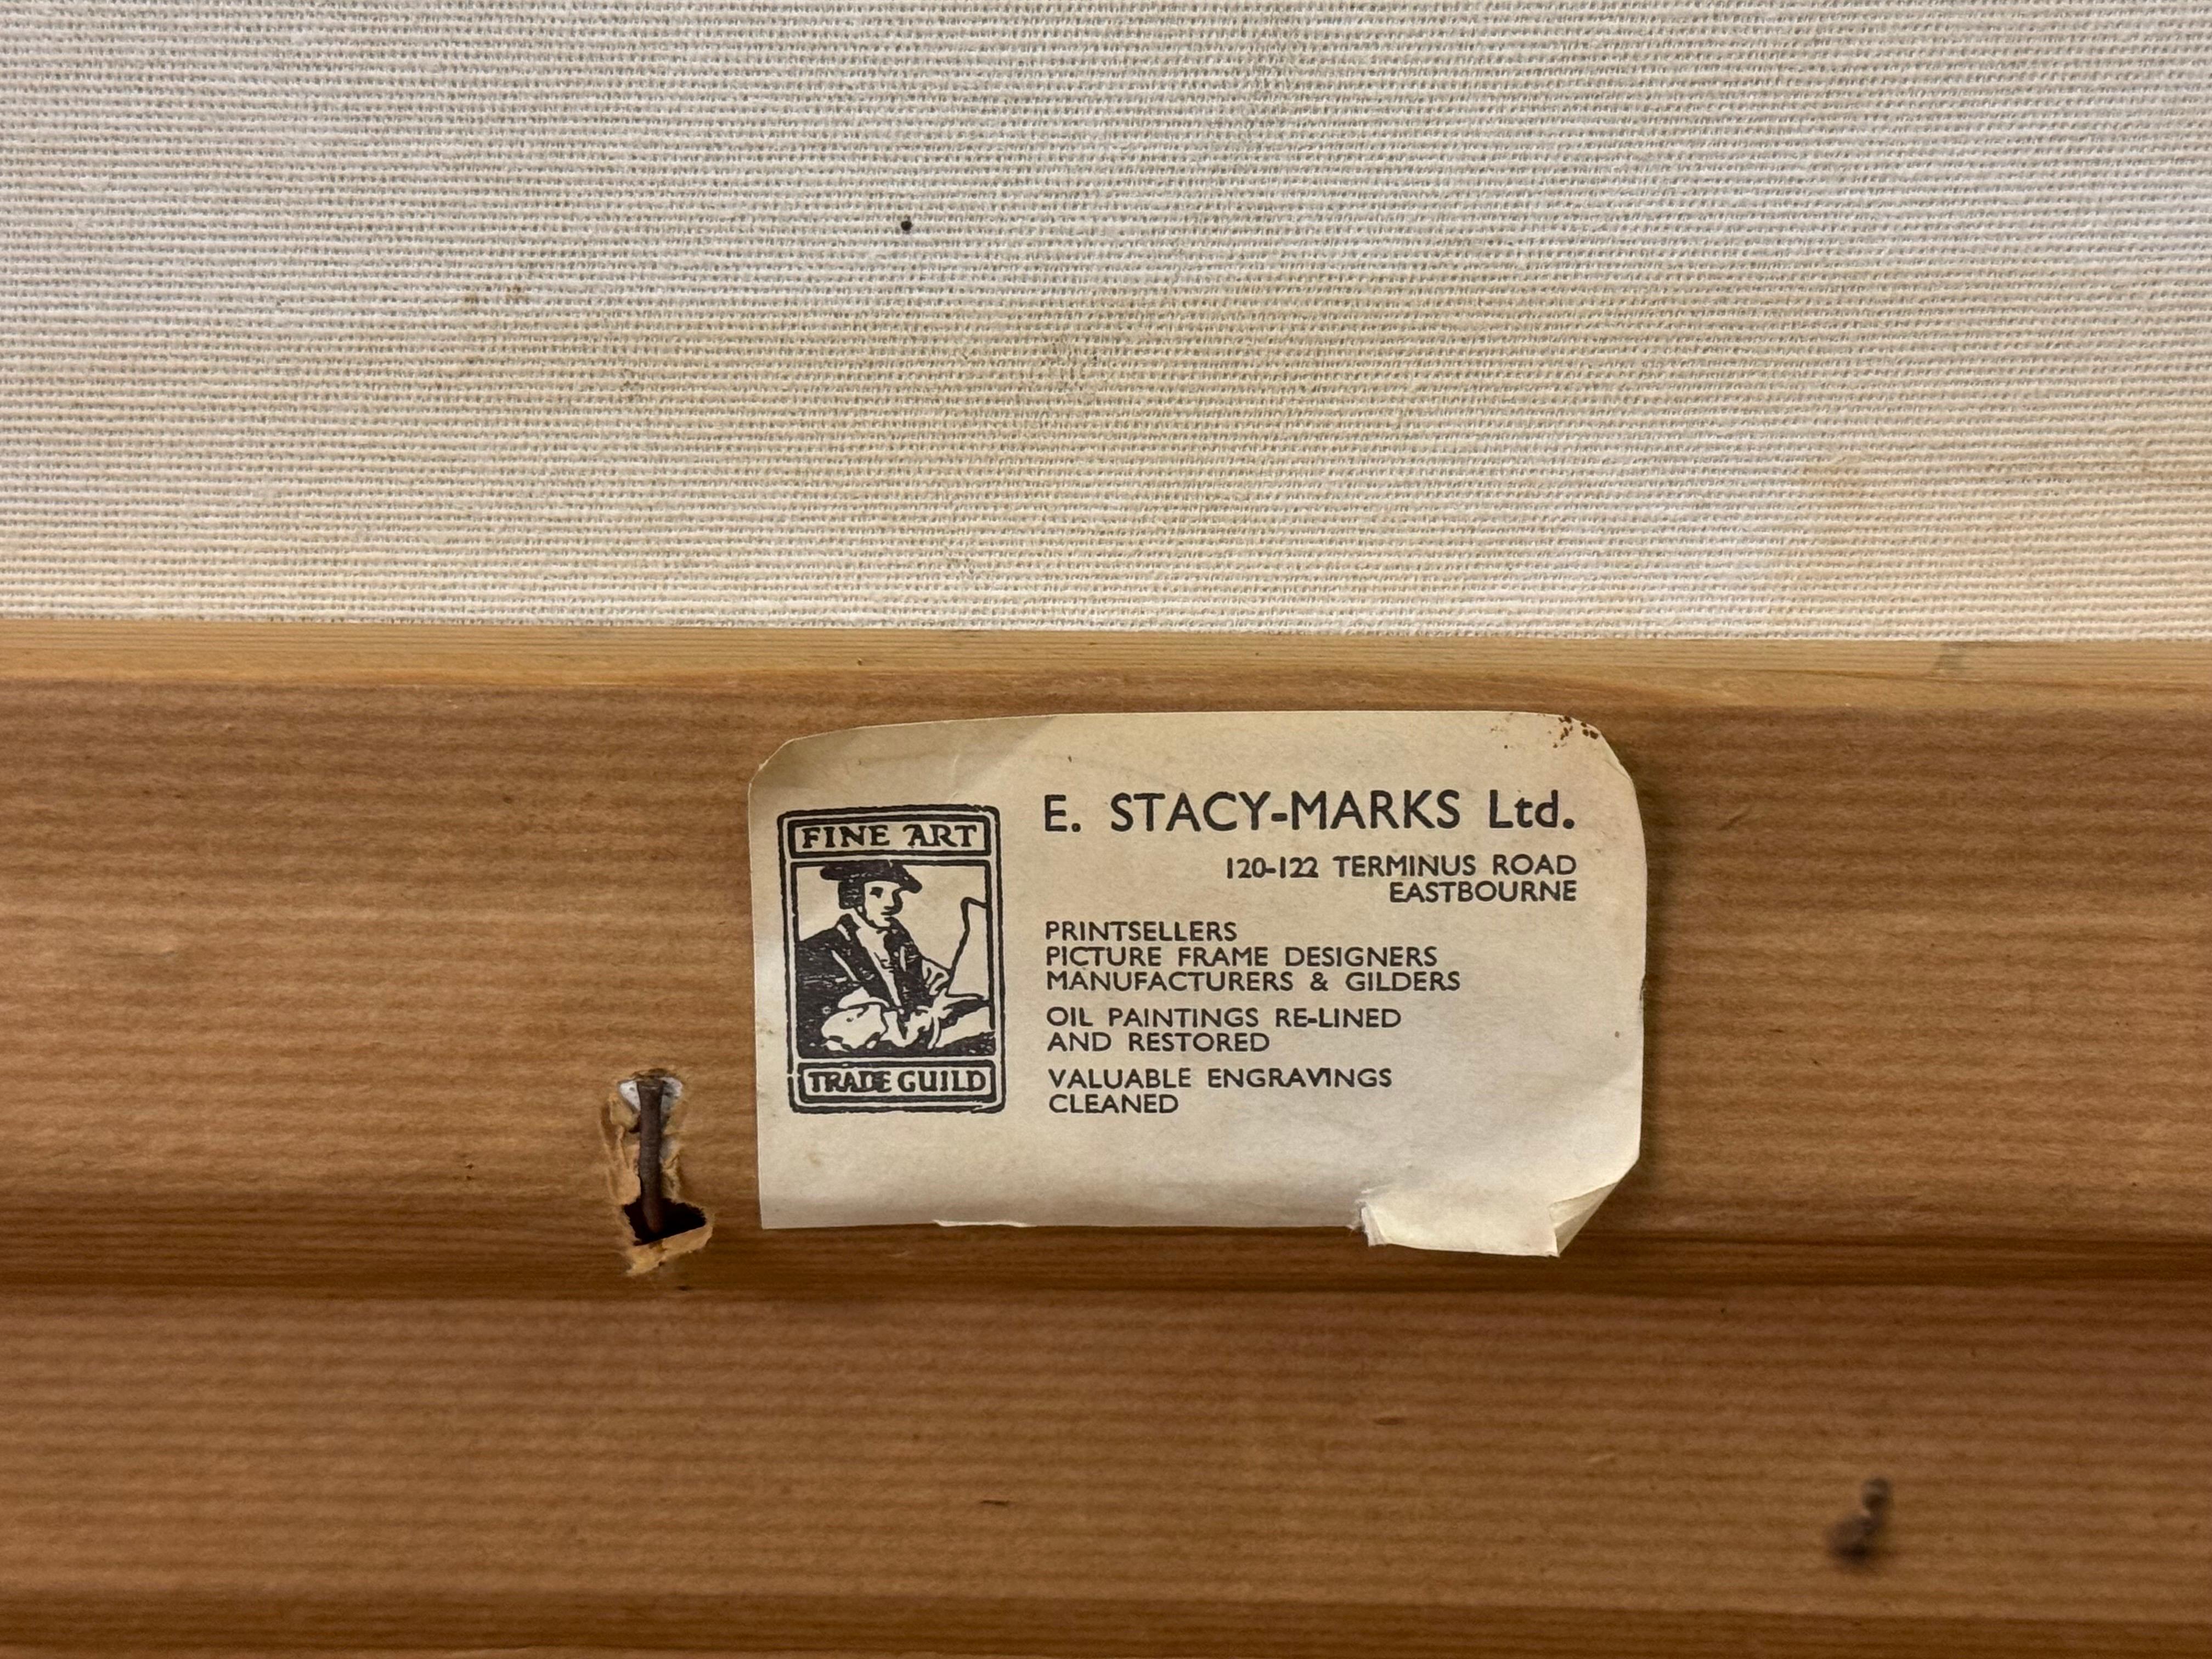 FINE ART
TRADE GUILD
E. STACY-MARKS Ltd.
120-122 TERMINUS ROAD
EASTBOURNE
PRINTSELLERS
PICTURE FRAME DESIGNERS
MANUFACTURERS & GILDERS
OIL PAINTINGS RE-LINED
AND RESTORED
VALUABLE ENGRAVINGS
CLEANED